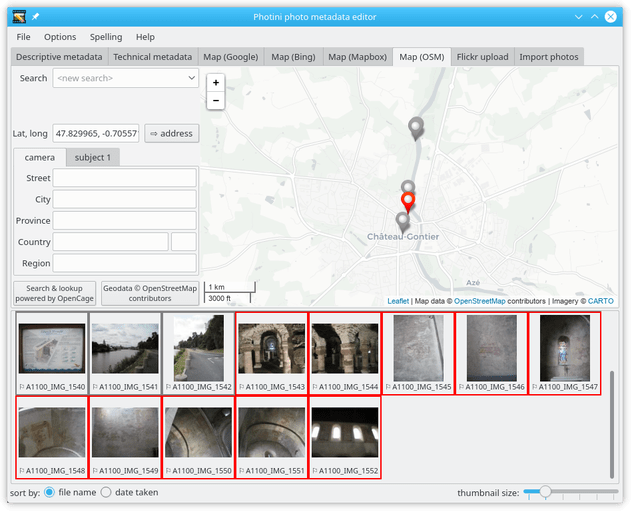 Photini photo metadata editor
File Options Spelling Help
Descriptive metadata Technical metadata Map (Google) Map (Bing) Map (Mapbox) Map (OSM) Flickr upload Import photos
Search <new search>
+
−
Lat, long 47.829965, -0.70557 ⇨ address
camera subject 1
Street
City
Province
Country
Region
Château-Gontier
Azé
Search & lookup
powered by OpenCage
Geodata © OpenStreetMap
contributors
1 km
3000 ft
Leaflet | Map data © OpenStreetMap contributors | Imagery © CARTO
A1100_IMG_1540 A1100_IMG_1541 A1100_IMG_1542 A1100_IMG_1543 A1100_IMG_1544 A1100_IMG_1545 A1100_IMG_1546 A1100_IMG_1547
A1100_IMG_1548 A1100_IMG_1549 A1100_IMG_1550 A1100_IMG_1551 A1100_IMG_1552
sort by: file name date taken thumbnail size: